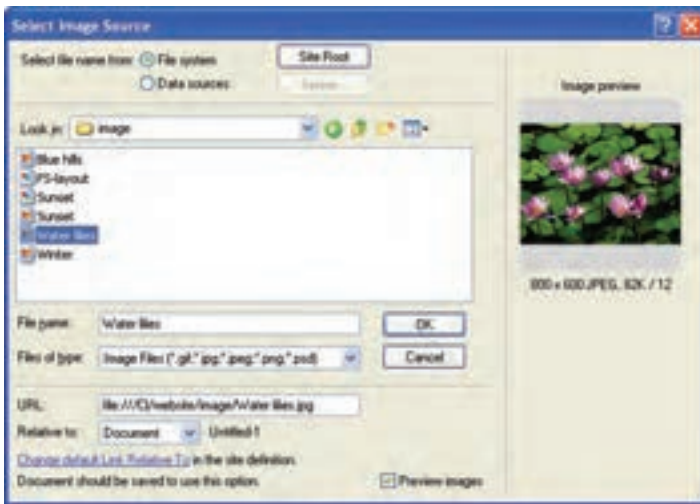 Select Image Source
Select file name from: File system
Site Root
Data sources
Image preview
Look in: image
Blue hills
PS-layout
Sunset
Sunset
Water lilies
Winter
800 x 600 JPEG, 82K / 12
File name: Water lilies
OK
Files of type: Image Files (*.gif;*.jpg;*.jpeg;*.png;*.psd)
Cancel
URL: file:///C|/website/image/Water lilies.jpg
Relative to: Document Untitled-1
Change default Link Relative To in the site definition.
Document should be saved to use this option.
Preview images